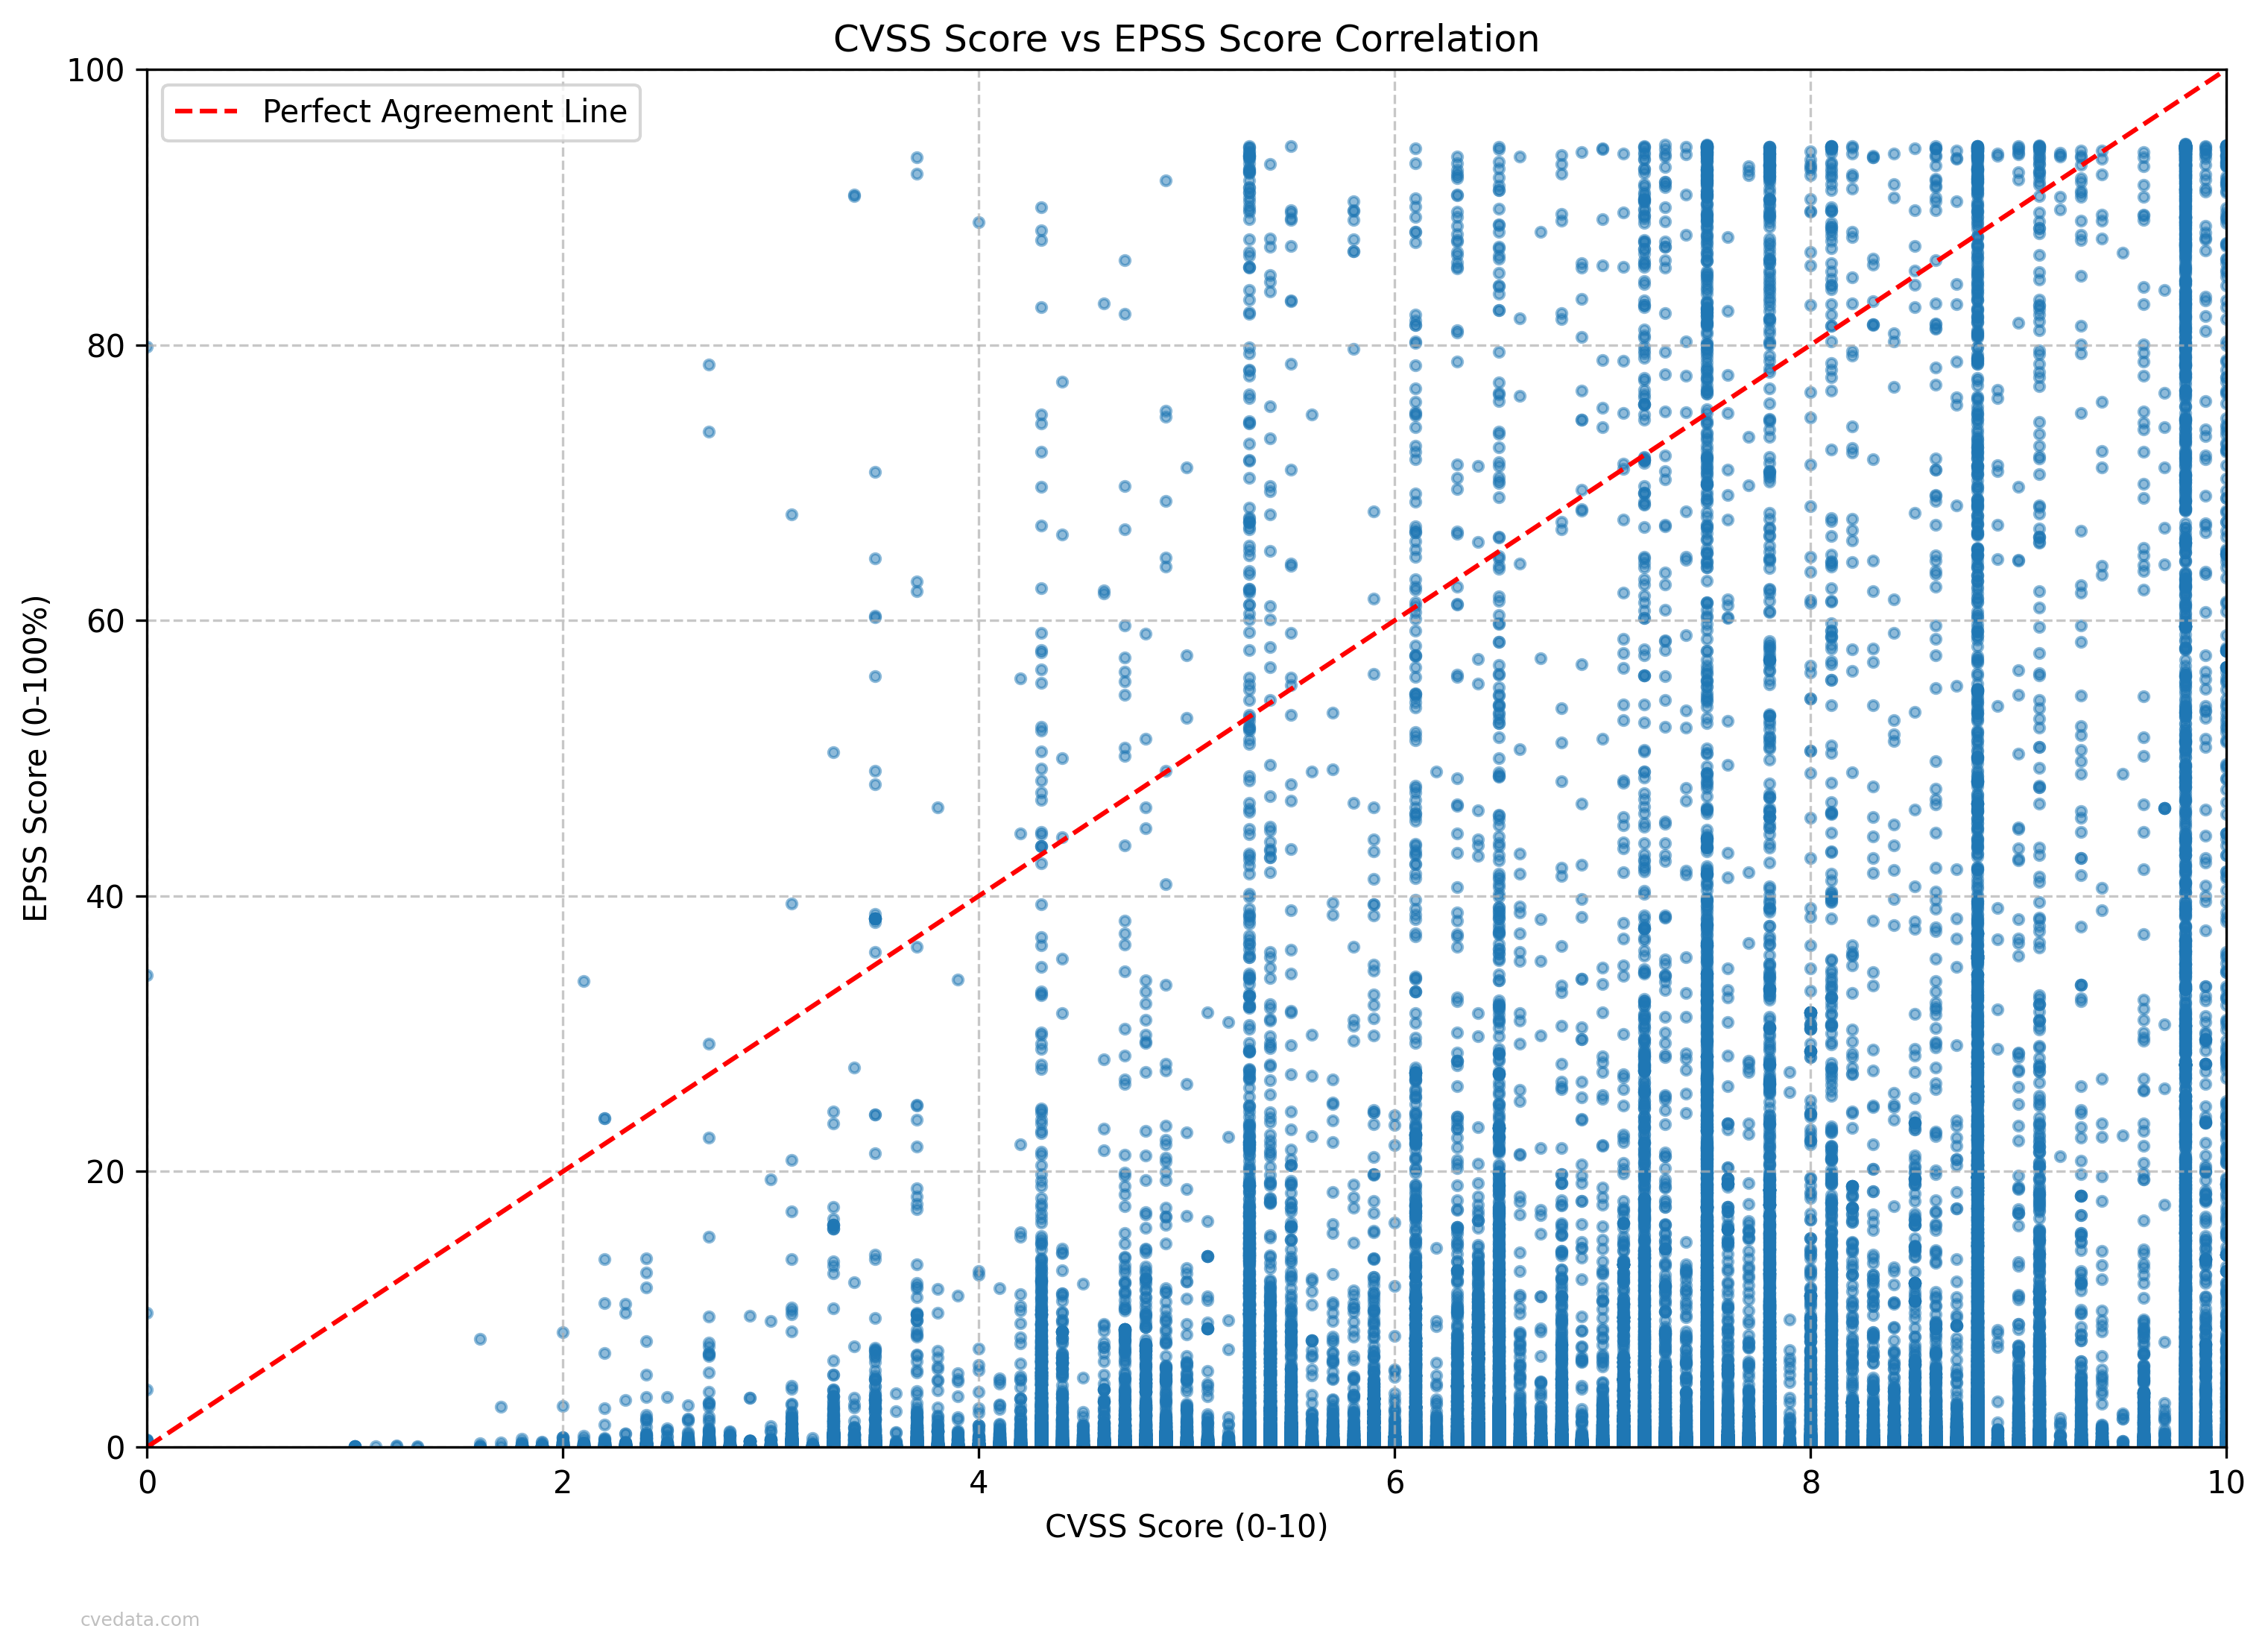 CVSS Score vs EPSS Score Correlation
Perfect Agreement Line
EPSS Score (0-100%)
100
80
60
40
20
0
0 2 4 6 8 10
CVSS Score (0-10)
cvedata.com